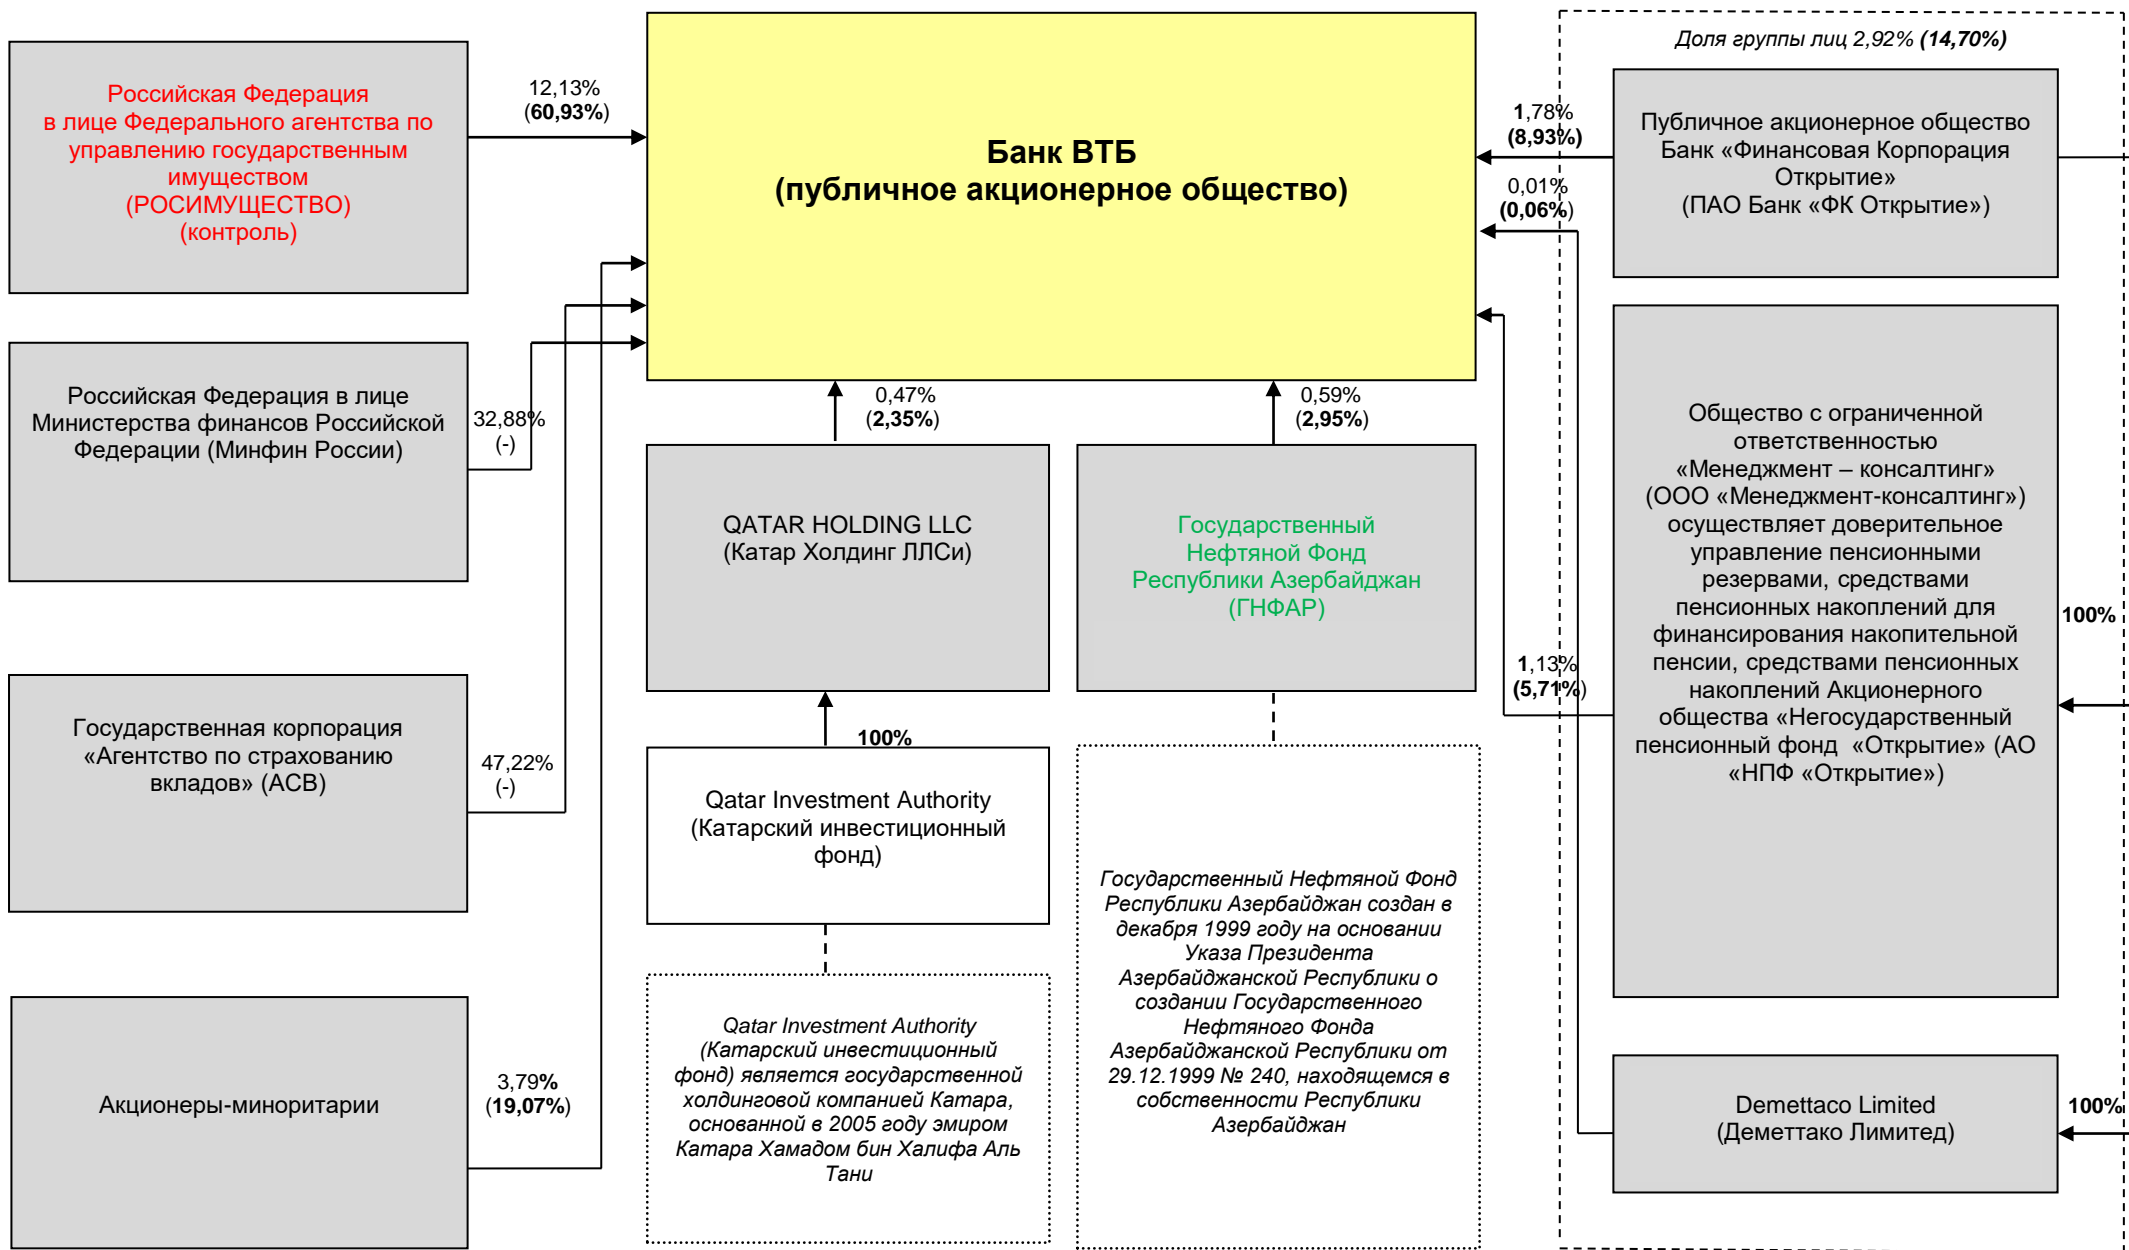 Российская Федерация
в лице Федерального агентства по
управлению государственным
имуществом
(РОСИМУЩЕСТВО)
(контроль)
12,13%
(60,93%)
Банк ВТБ
(публичное акционерное общество)
Доля группы лиц 2,92% (14,70%)
1,78%
(8,93%)
Публичное акционерное общество
Банк «Финансовая Корпорация
Открытие»
(ПАО Банк «ФК Открытие»)
0,01%
(0,06%)
Российская Федерация в лице
Министерства финансов Российской
Федерации (Минфин России)
32,88%
(-)
0,47%
(2,35%)
0,59%
(2,95%)
QATAR HOLDING LLC
(Катар Холдинг ЛЛСи)
Государственный
Нефтяной Фонд
Республики Азербайджан
(ГНФАР)
Общество с ограниченной
ответственностью
«Менеджмент – консалтинг»
(ООО «Менеджмент-консалтинг»)
осуществляет доверительное
управление пенсионными
резервами, средствами
пенсионных накоплений для
финансирования накопительной
пенсии, средствами пенсионных
накоплений Акционерного
общества «Негосударственный
пенсионный фонд «Открытие» (АО
«НПФ «Открытие»)
100%
1,13%
(5,71%)
Государственная корпорация
«Агентство по страхованию
вкладов» (АСВ)
47,22%
(-)
100%
Qatar Investment Authority
(Катарский инвестиционный
фонд)
Государственный Нефтяной Фонд
Республики Азербайджан создан в
декабря 1999 году на основании
Указа Президента
Азербайджанской Республики о
создании Государственного
Нефтяного Фонда
Азербайджанской Республики от
29.12.1999 № 240, находящемся в
собственности Республики
Азербайджан
Qatar Investment Authority
(Катарский инвестиционный
фонд) является государственной
холдинговой компанией Катара,
основанной в 2005 году эмиром
Катара Хамадом бин Халифа Аль
Тани
Акционеры-миноритарии
3,79%
(19,07%)
Demettaco Limited
(Деметтако Лимитед)
100%